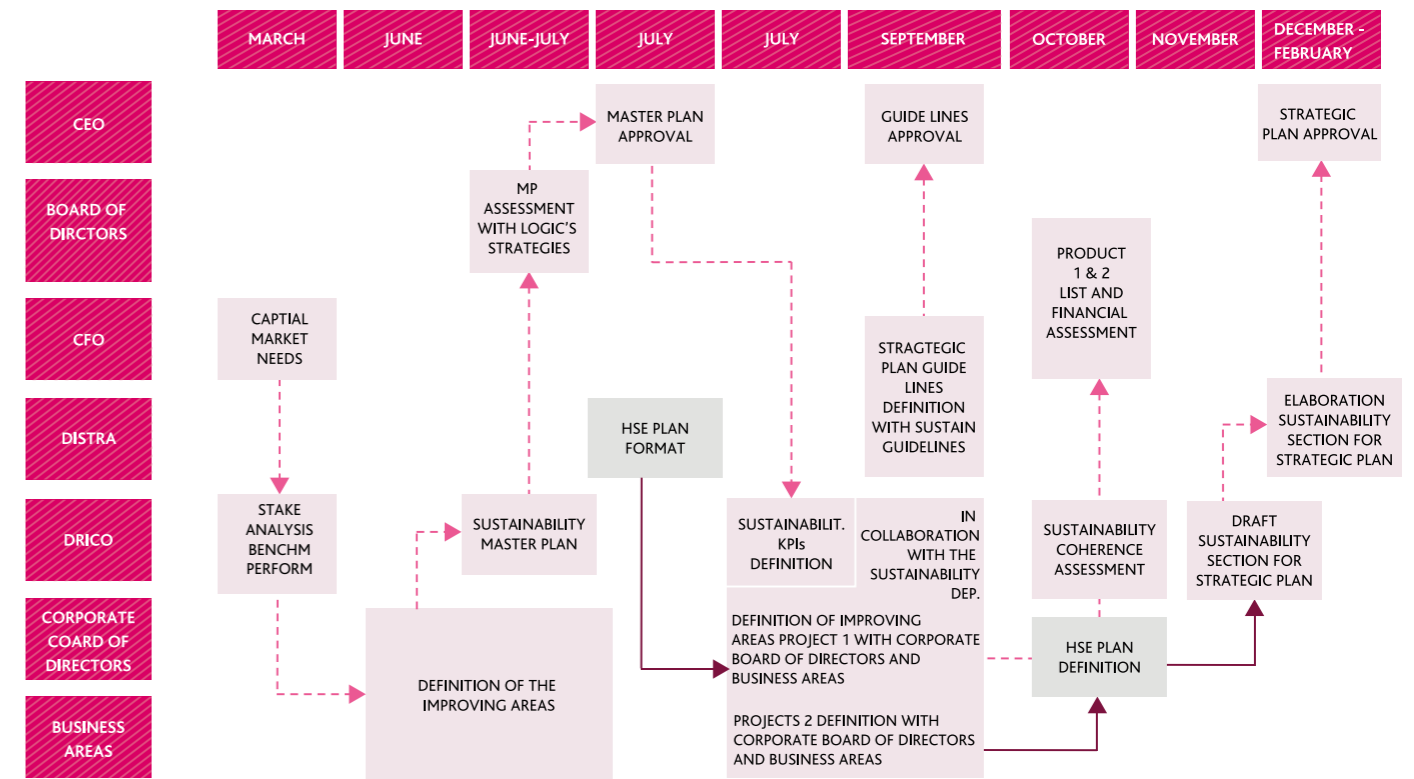 MARCH
JUNE
JUNE-JULY
JULY
JULY
SEPTEMBER
OCTOBER
NOVEMBER
DECEMBER -
FEBRUARY
CEO
MASTER PLAN
APPROVAL
GUIDE LINES
APPROVAL
STRATEGIC
PLAN APPROVAL
BOARD OF
DIRCTORS
MP
ASSESSMENT
WITH LOGIC'S
STRATEGIES
PRODUCT
1 & 2
LIST AND
FINANCIAL
ASSESSMENT
CFO
CAPTIAL
MARKET
NEEDS
STRAGTEGIC
PLAN GUIDE
LINES
DEFINITION
WITH SUSTAIN
GUIDELINES
DISTRA
HSE PLAN
FORMAT
ELABORATION
SUSTAINABILITY
SECTION FOR
STRATEGIC PLAN
DRICO
STAKE
ANALYSIS
BENCHM
PERFORM
SUSTAINABILITY
MASTER PLAN
SUSTAINABILIT.
KPIs
DEFINITION
IN
COLLABORATION
WITH THE
SUSTAINABILITY
DEP.
SUSTAINABILITY
COHERENCE
ASSESSMENT
DRAFT
SUSTAINABILITY
SECTION FOR
STRATEGIC PLAN
CORPORATE
COARD OF
DIRECTORS
DEFINITION OF THE
IMPROVING AREAS
DEFINITION OF IMPROVING
AREAS PROJECT 1 WITH CORPORATE
BOARD OF DIRECTORS AND
BUSINESS AREAS
HSE PLAN
DEFINITION
BUSINESS
AREAS
PROJECTS 2 DEFINITION WITH
CORPORATE BOARD OF DIRECTORS
AND BUSINESS AREAS